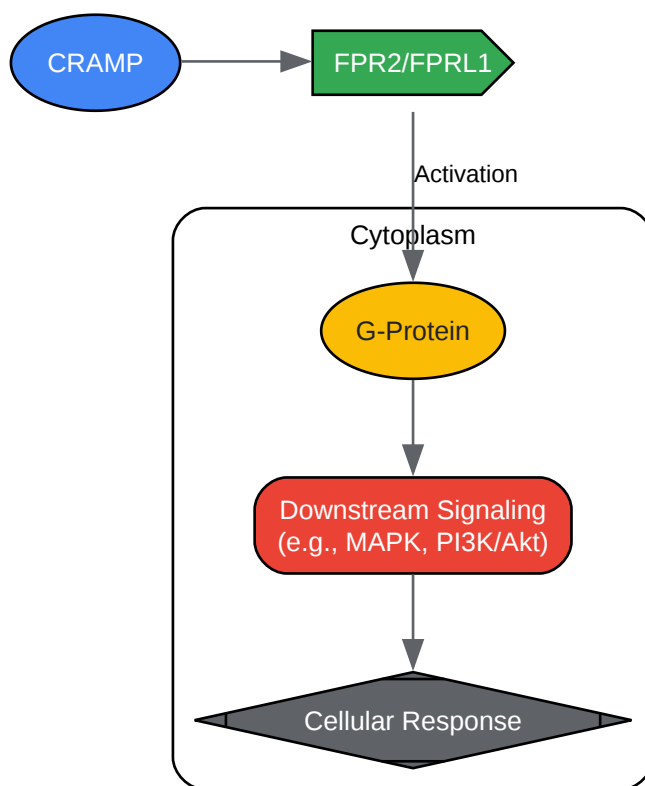 CRAMP
FPR2/FPRL1
Activation
Cytoplasm
G-Protein
Downstream Signaling
(e.g., MAPK, PI3K/Akt)
Cellular Response